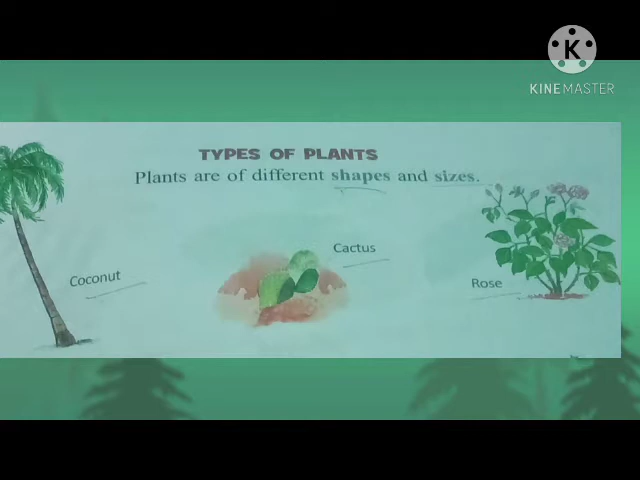 K
KINEMASTER
TYPES OF PLANTS
Plants are of different shapes and sizes.
Cactus
Coconut
Rose